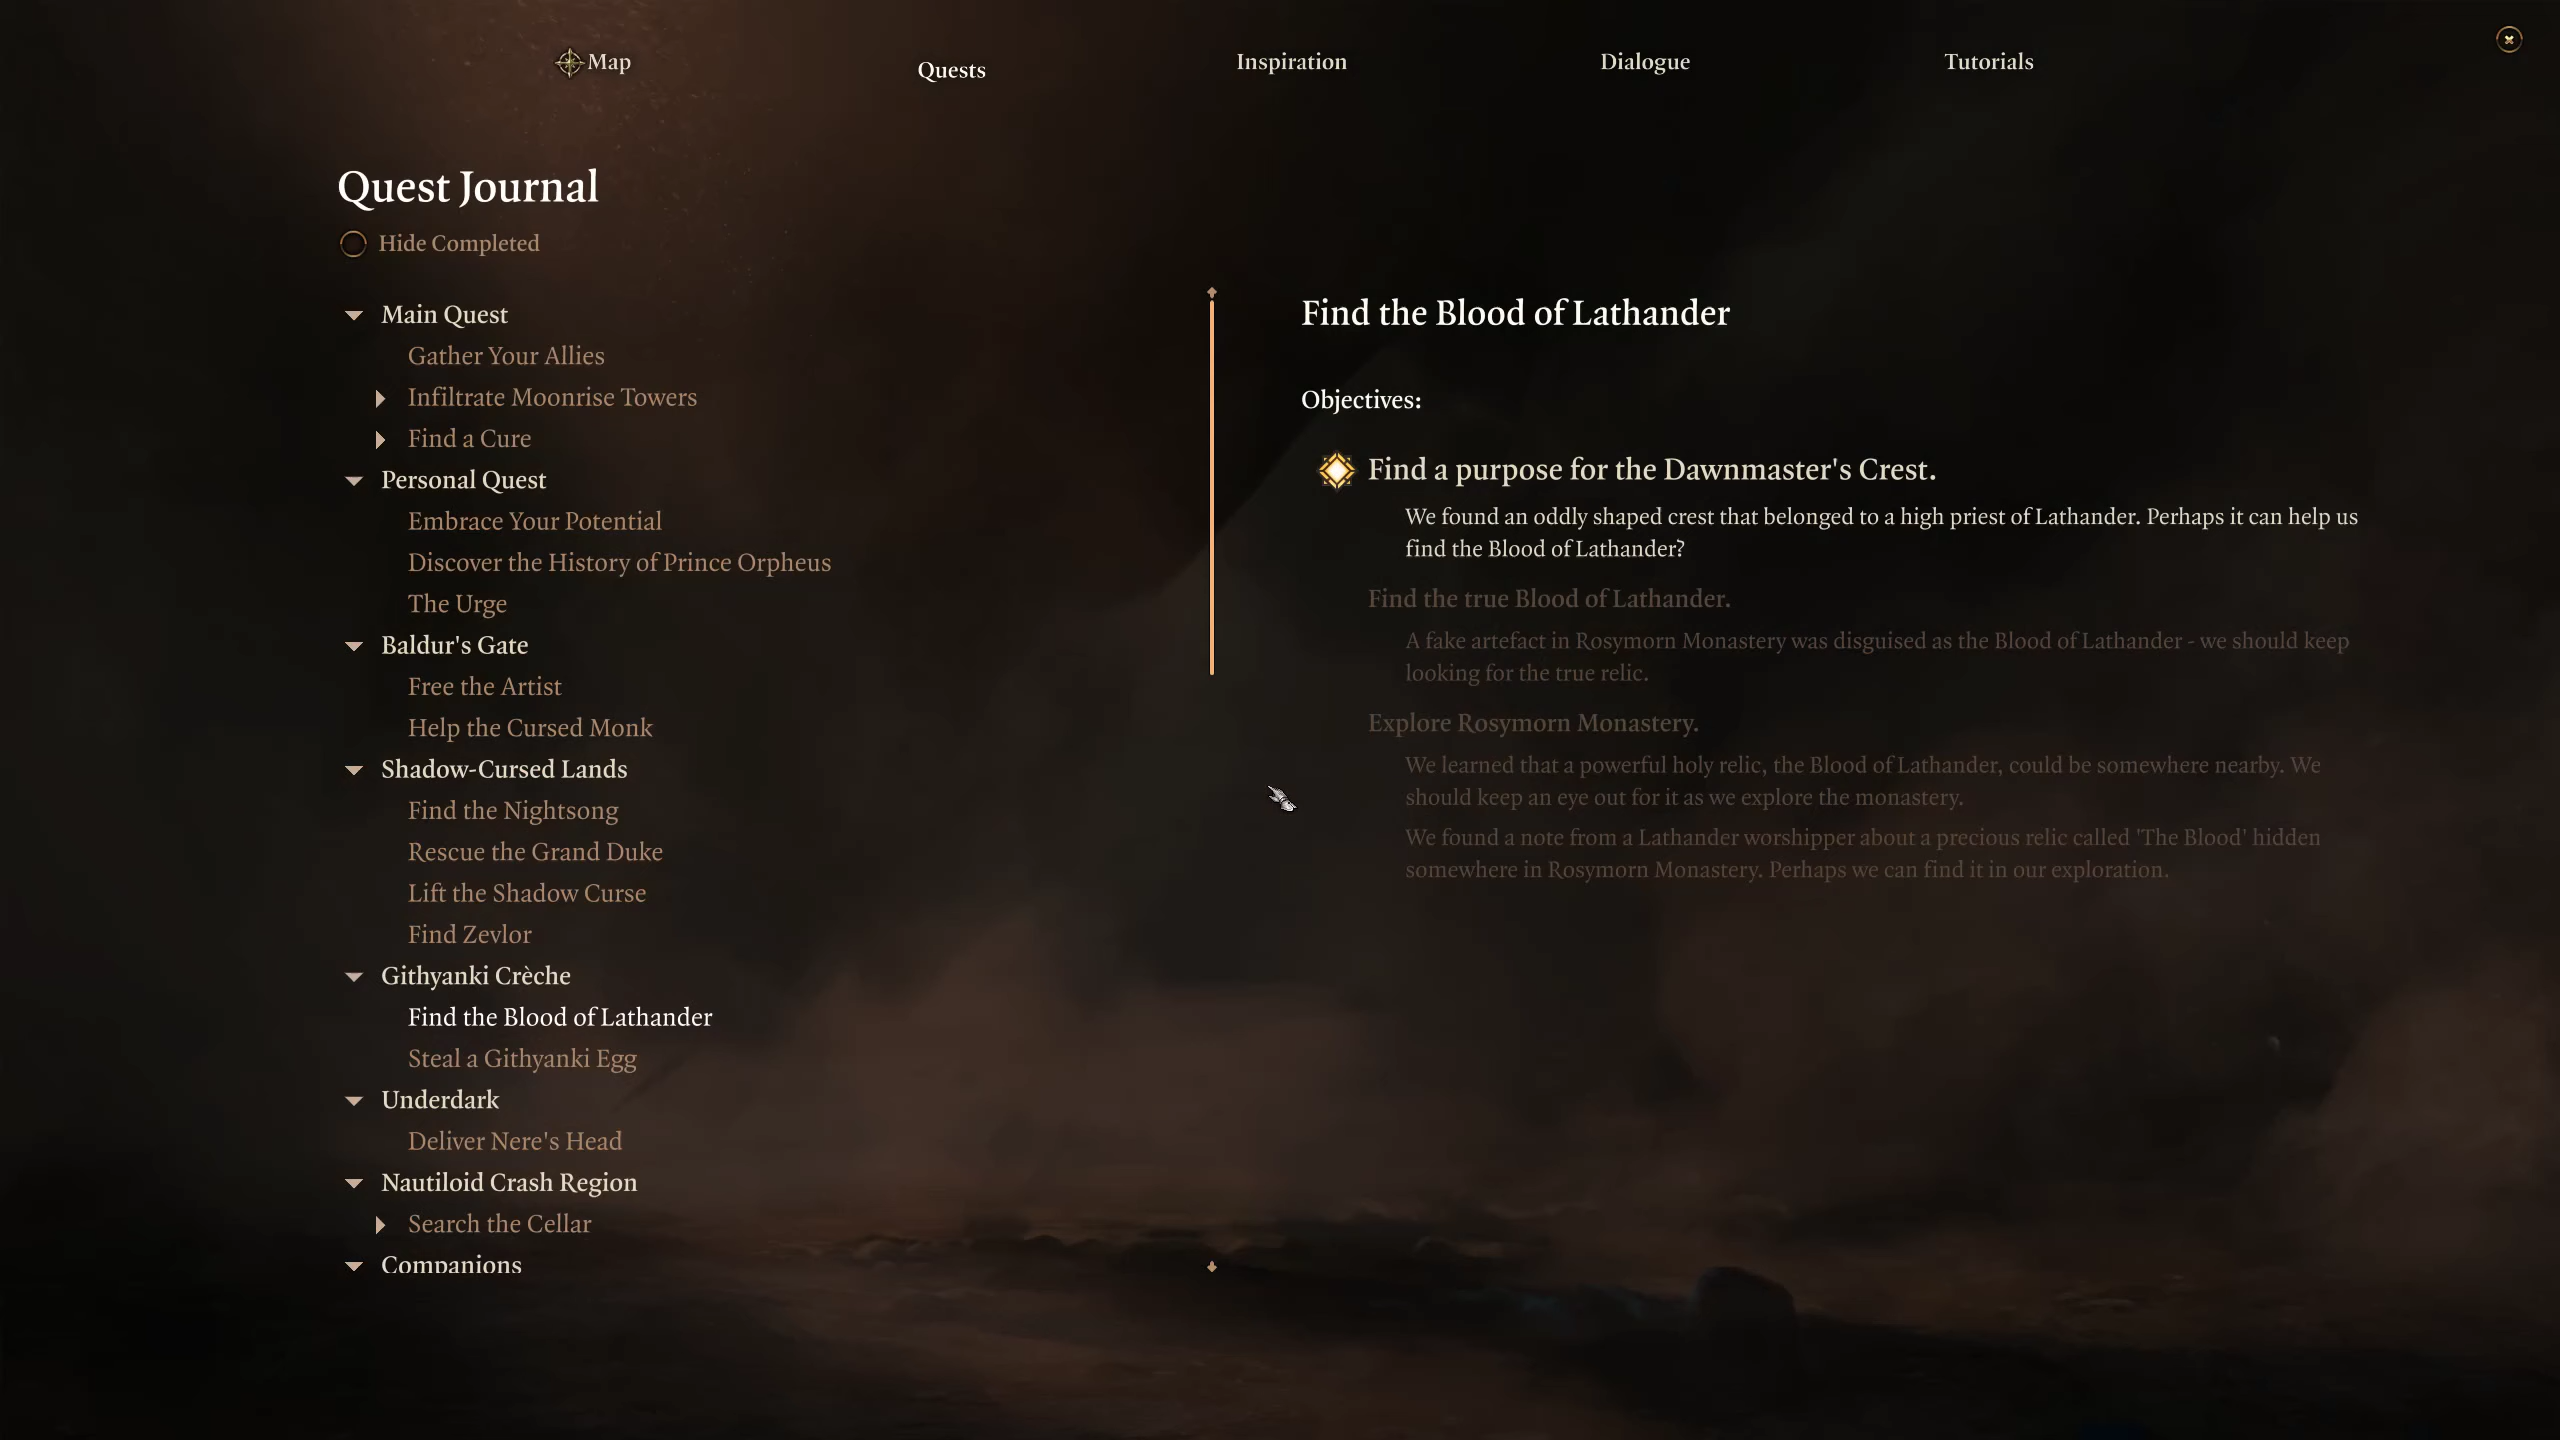 Map
Quests
Inspiration
Dialogue
Tutorials
Quest Journal
Hide Completed
Main Quest
Gather Your Allies
Infiltrate Moonrise Towers
Find a Cure
Personal Quest
Embrace Your Potential
Discover the History of Prince Orpheus
The Urge
Baldur's Gate
Free the Artist
Help the Cursed Monk
Shadow-Cursed Lands
Find the Nightsong
Rescue the Grand Duke
Lift the Shadow Curse
Find Zevlor
Githyanki Crèche
Find the Blood of Lathander
Steal a Githyanki Egg
Underdark
Deliver Nere's Head
Nautiloid Crash Region
Search the Cellar
Companions
Find the Blood of Lathander
Objectives:
Find a purpose for the Dawnmaster's Crest.
We found an oddly shaped crest that belonged to a high priest of Lathander. Perhaps it can help us
find the Blood of Lathander?
Find the true Blood of Lathander.
A fake artefact in Rosymorn Monastery was disguised as the Blood of Lathander - we should keep
looking for the true relic.
Explore Rosymorn Monastery.
We learned that a powerful holy relic, the Blood of Lathander, could be somewhere nearby. We
should keep an eye out for it as we explore the monastery.
We found a note from a Lathander worshipper about a precious relic called 'The Blood' hidden
somewhere in Rosymorn Monastery. Perhaps we can find it in our exploration.